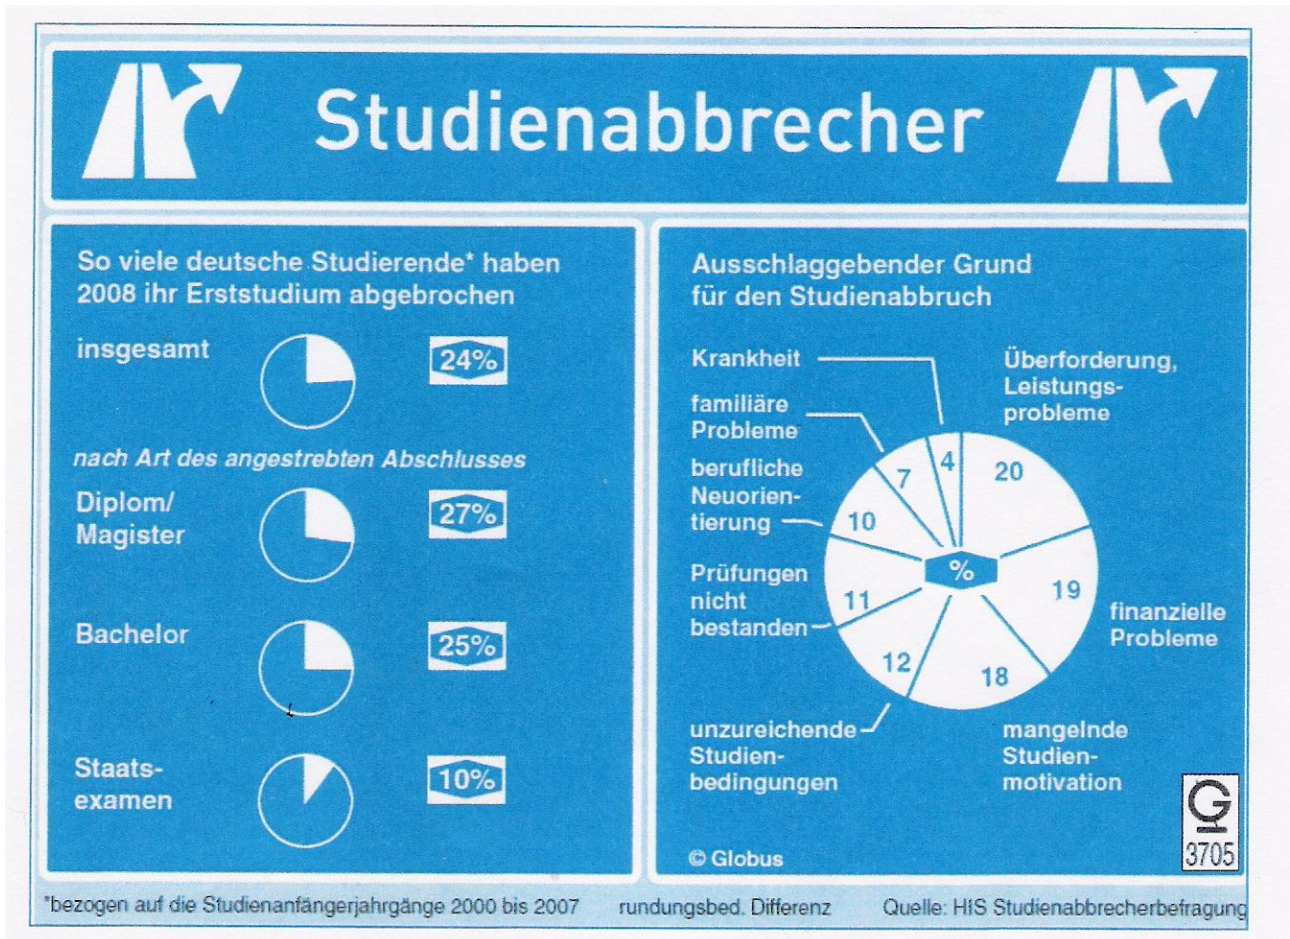 Studienabbrecher
So viele deutsche Studierende* haben
2008 ihr Erststudium abgebrochen
insgesamt
24%
nach Art des angestrebten Abschlusses
Diplom/
Magister
27%
Bachelor
25%
Staats-
examen
10%
Ausschlaggebender Grund
für den Studienabbruch
Krankheit
4
Überforderung,
Leistungs-
probleme
20
familiäre
Probleme
7
berufliche
Neuorien-
tierung
10
%
Prüfungen
nicht
bestanden
11
19
finanzielle
Probleme
12
18
unzureichende
Studien-
bedingungen
mangelnde
Studien-
motivation
© Globus
G
3705
*bezogen auf die Studienanfängerjahrgänge 2000 bis 2007
rundungsbed. Differenz
Quelle: HIS Studienabbrecherbefragung